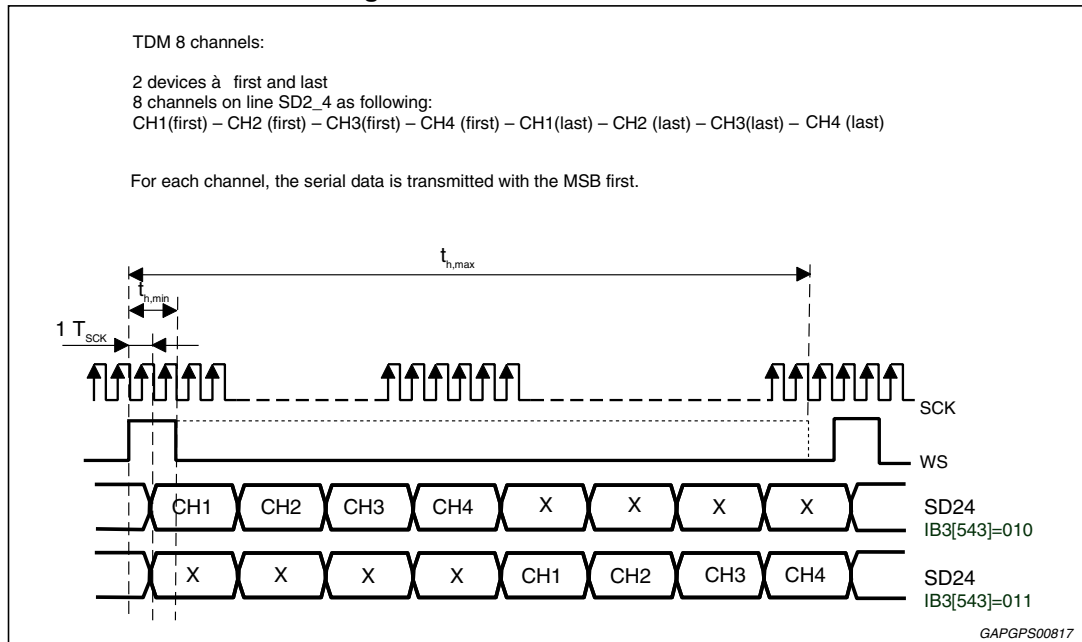 TDM 8 channels:
2 devices à first and last
8 channels on line SD2_4 as following:
CH1(first) – CH2 (first) – CH3(first) – CH4 (first) – CH1(last) – CH2 (last) – CH3(last) – CH4 (last)
For each channel, the serial data is transmitted with the MSB first.
th,max
th,min
1 TSCK
SCK
WS
CH1 CH2 CH3 CH4 X X X X SD24
IB3[543]=010
X X X X CH1 CH2 CH3 CH4 SD24
IB3[543]=011
GAPGPS00817